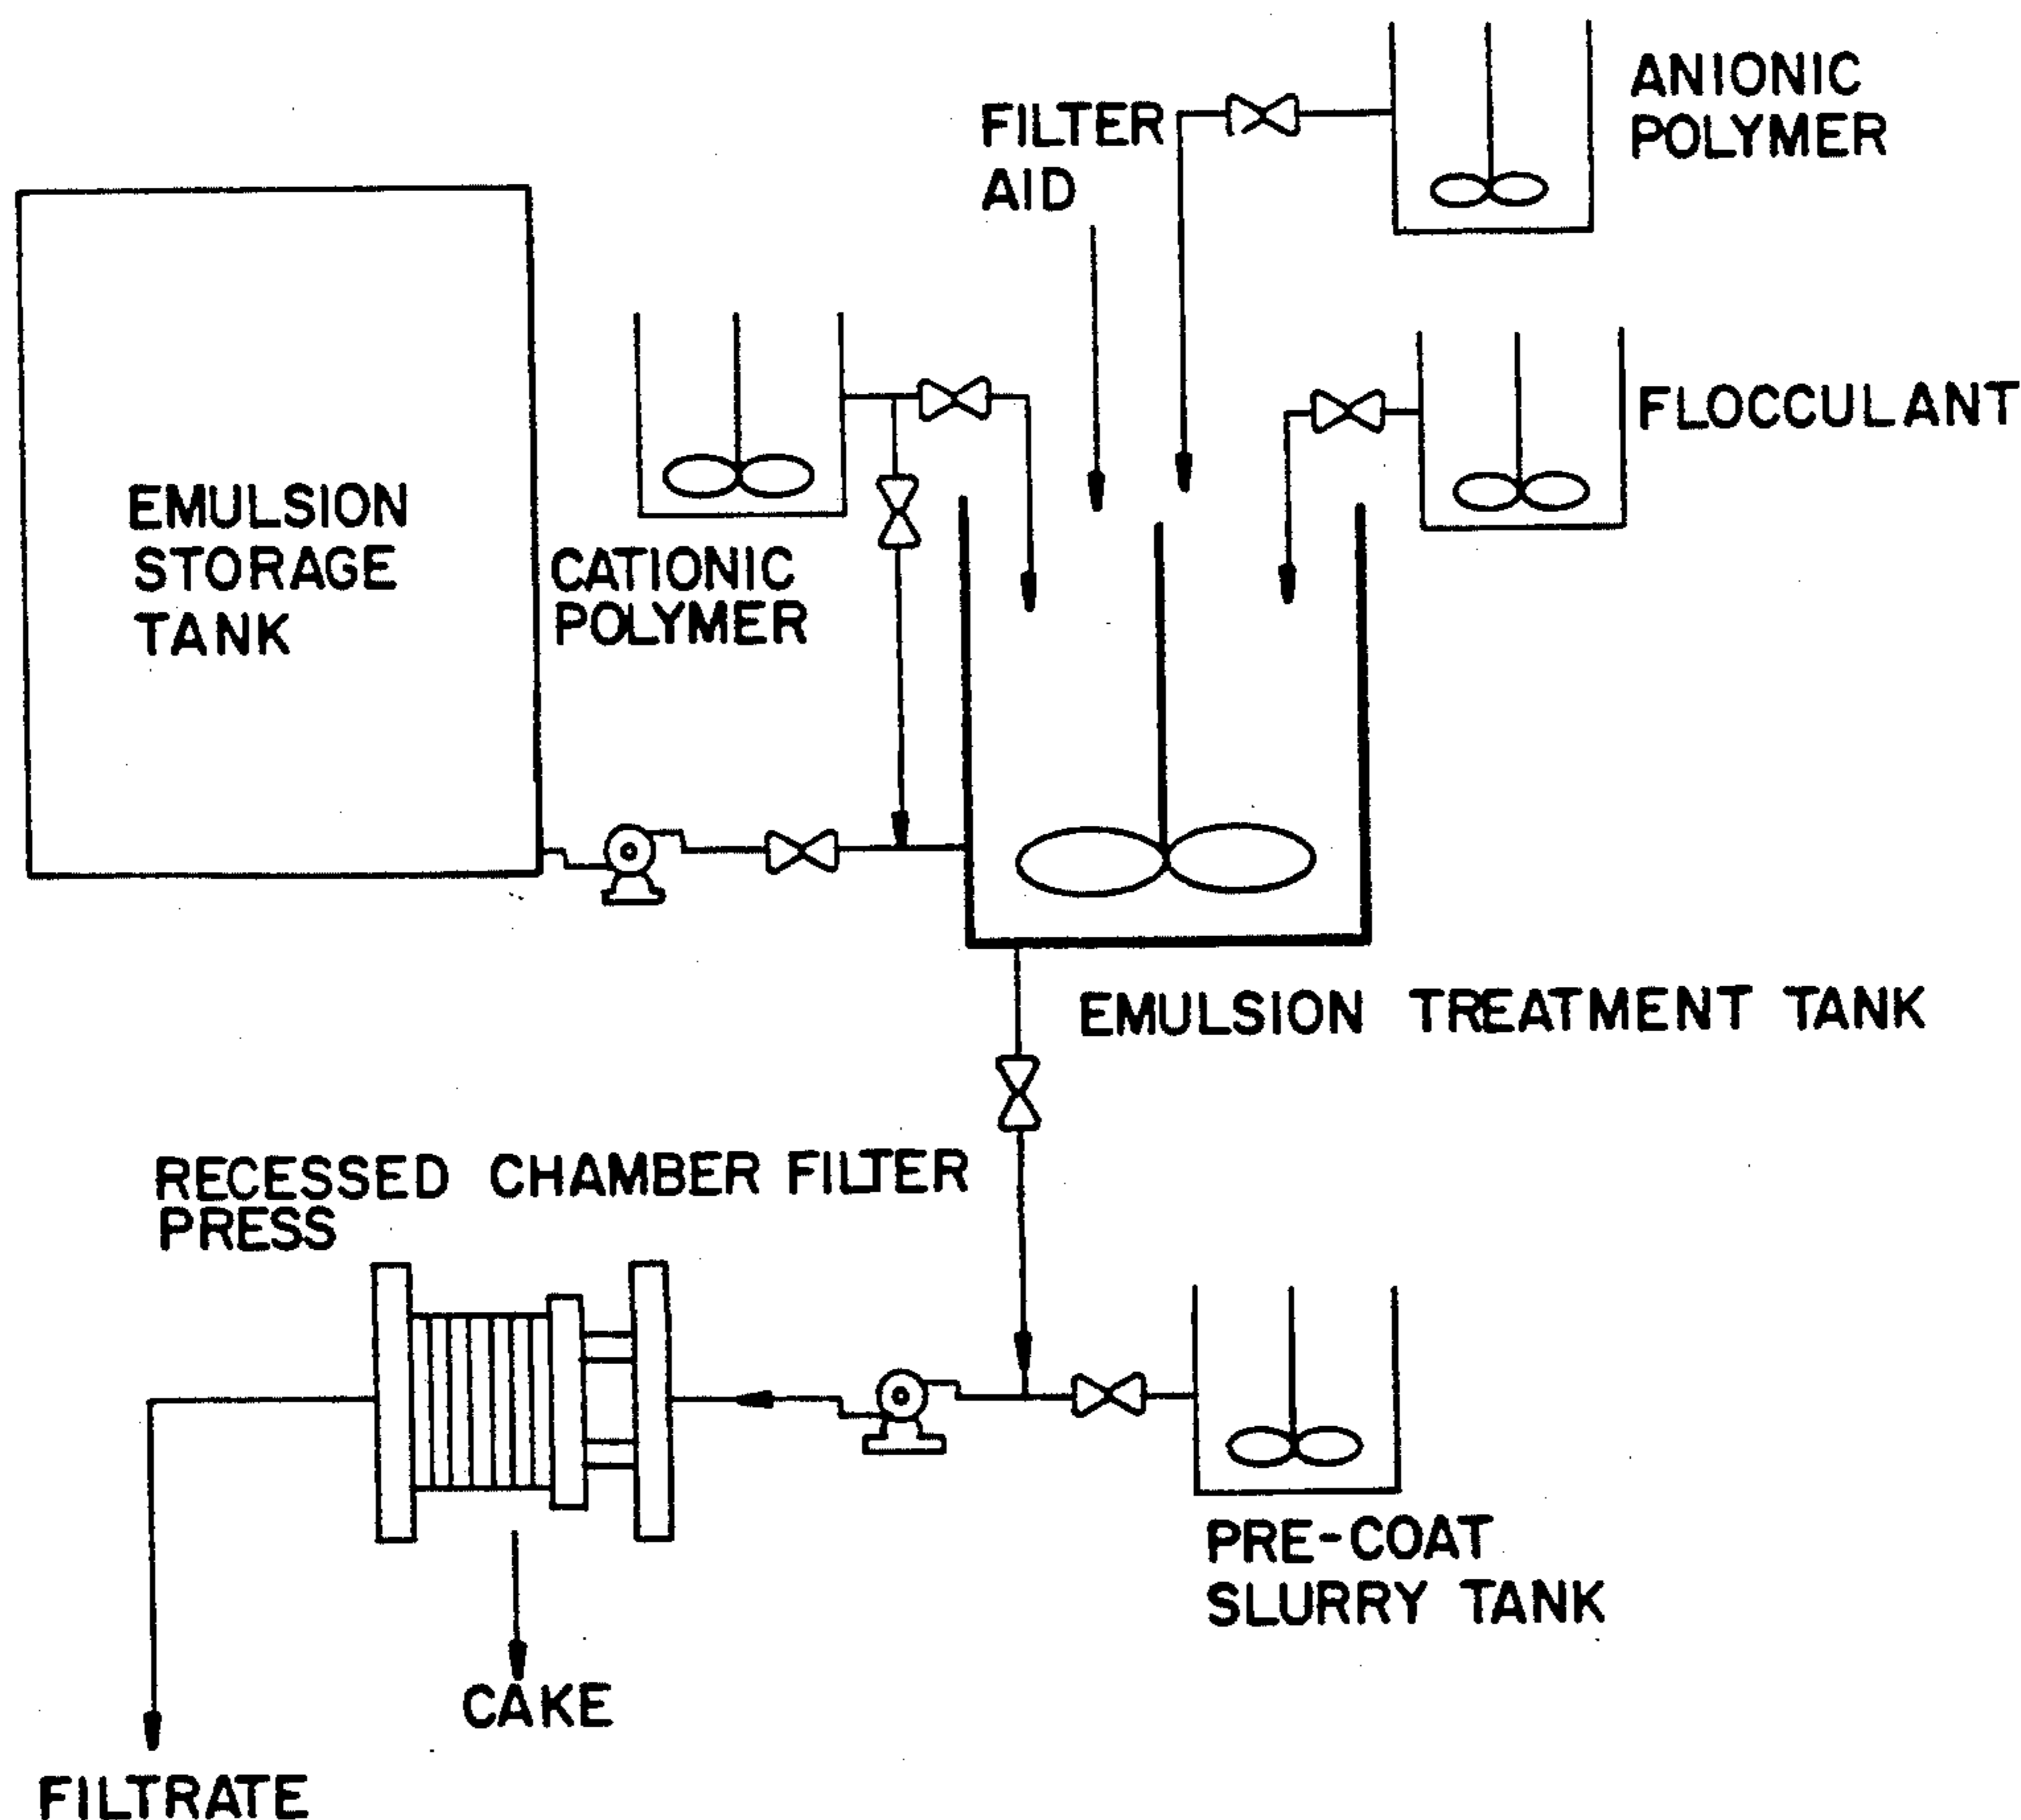 ANIONIC
POLYMER
FILTER
AID
FLOCCULANT
EMULSION
STORAGE
TANK
CATIONIC
POLYMER
EMULSION TREATMENT TANK
RECESSED CHAMBER FILTER
PRESS
PRE-COAT
SLURRY TANK
CAKE
FILTRATE